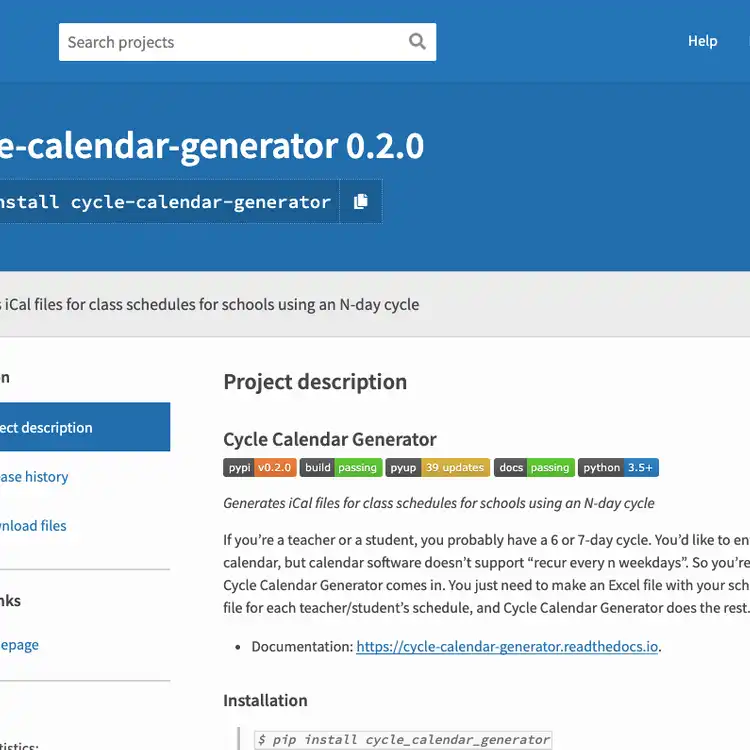 Search projects
Help
e-calendar-generator 0.2.0
nstall cycle-calendar-generator
s iCal files for class schedules for schools using an N-day cycle
n
ect description
ase history
nload files
nks
epage
tistics:
Project description
Cycle Calendar Generator
pypi v0.2.0 build passing pyup 39 updates docs passing python 3.5+
Generates iCal files for class schedules for schools using an N-day cycle
If you’re a teacher or a student, you probably have a 6 or 7-day cycle. You’d like to en
calendar, but calendar software doesn’t support “recur every n weekdays”. So you’re
Cycle Calendar Generator comes in. You just need to make an Excel file with your sch
file for each teacher/student’s schedule, and Cycle Calendar Generator does the rest.
• Documentation: https://cycle-calendar-generator.readthedocs.io.
Installation
$ pip install cycle_calendar_generator